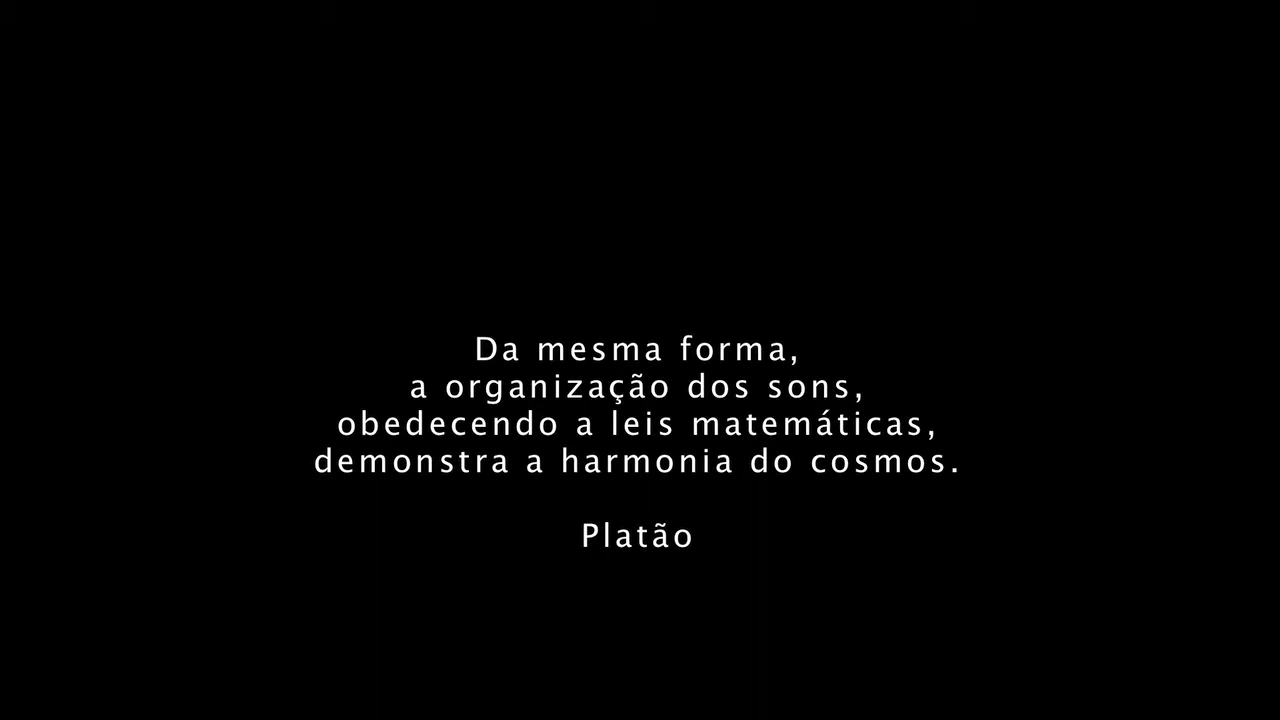 Da mesma forma,
a organização dos sons,
obedecendo a leis matemáticas,
demonstra a harmonia do cosmos.
Platão